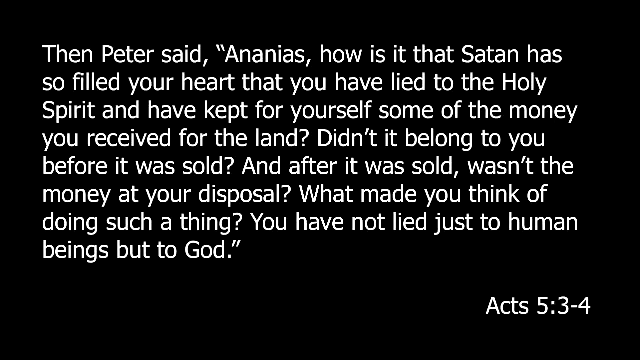 Then Peter said, “Ananias, how is it that Satan has
so filled your heart that you have lied to the Holy
Spirit and have kept for yourself some of the money
you received for the land? Didn’t it belong to you
before it was sold? And after it was sold, wasn’t the
money at your disposal? What made you think of
doing such a thing? You have not lied just to human
beings but to God.”
Acts 5:3-4